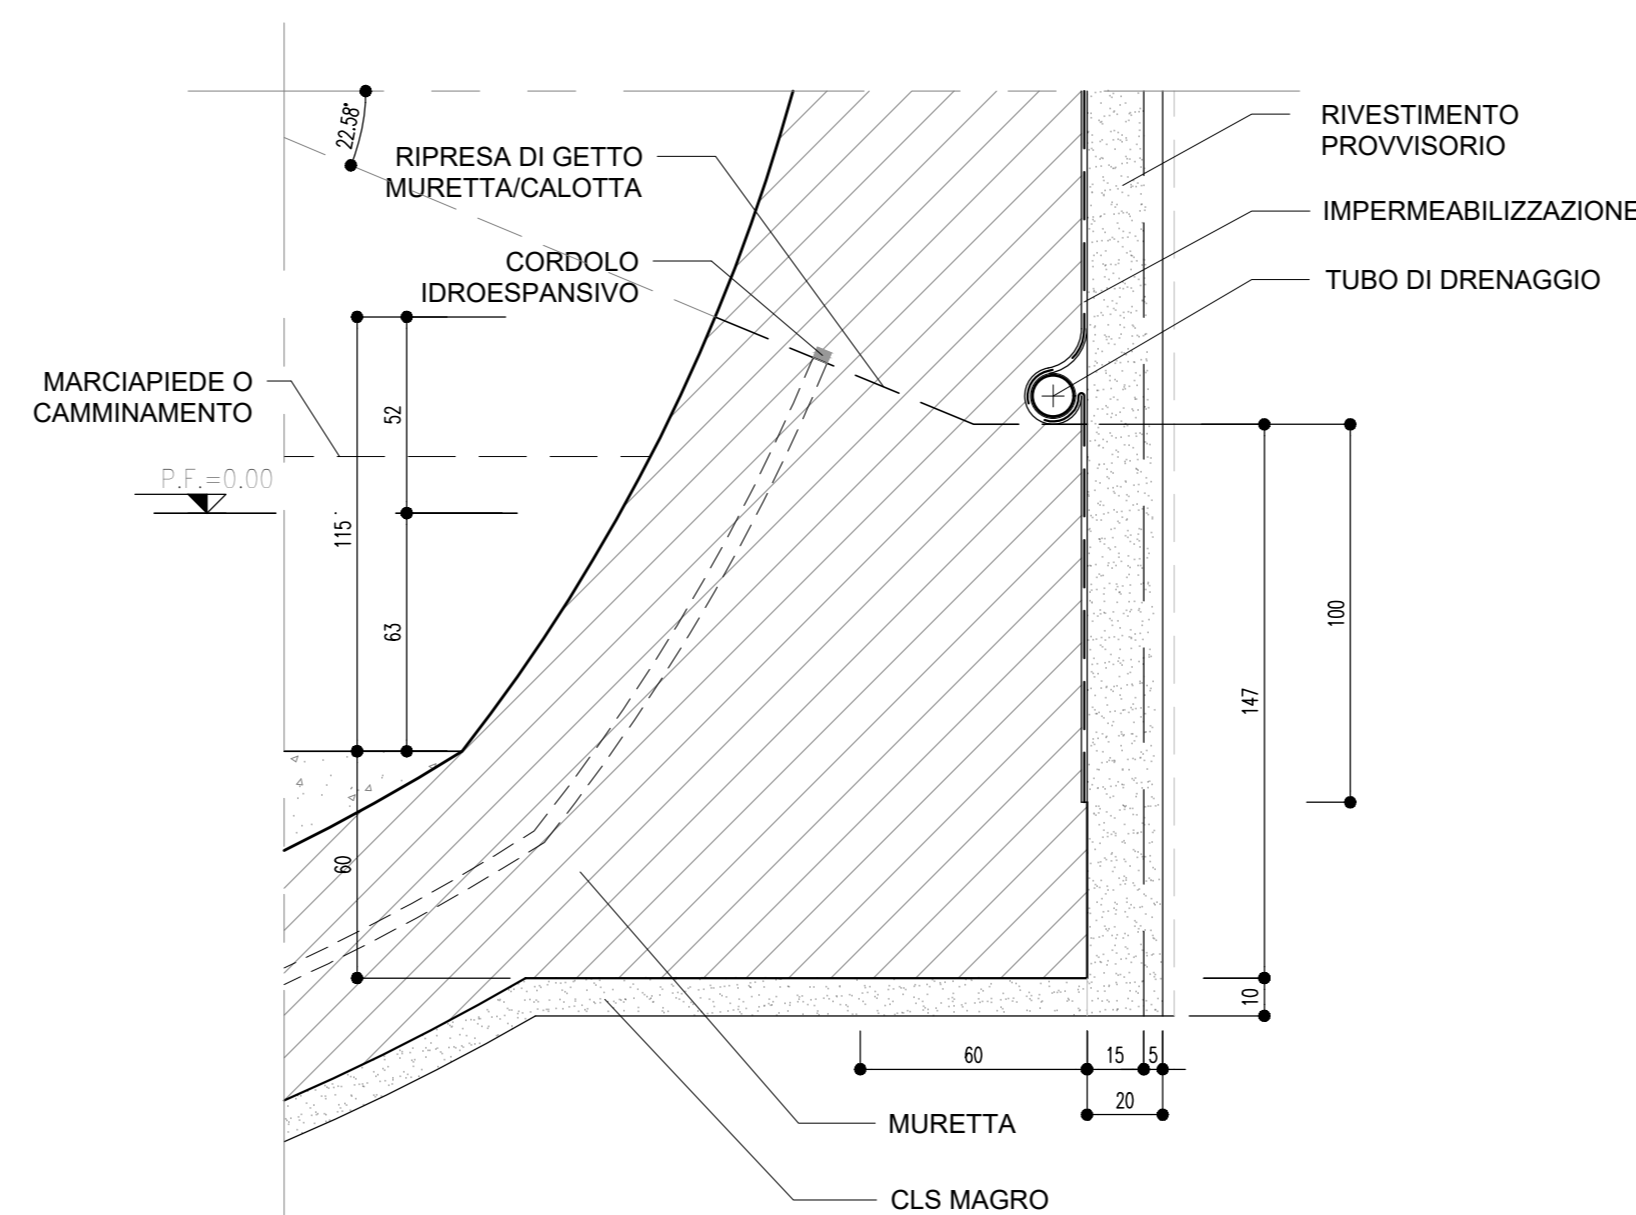 22.58°
RIPRESA DI GETTO
MURETTA/CALOTTA
CORDOLO
IDROESPANSIVO
RIVESTIMENTO
PROVVISORIO
IMPERMEABILIZZAZIONE
TUBO DI DRENAGGIO
MARCIAPIEDE O
CAMMINAMENTO
P.F.=0.00
52
115
63
60
100
147
10
60
15
5
20
MURETTA
CLS MAGRO